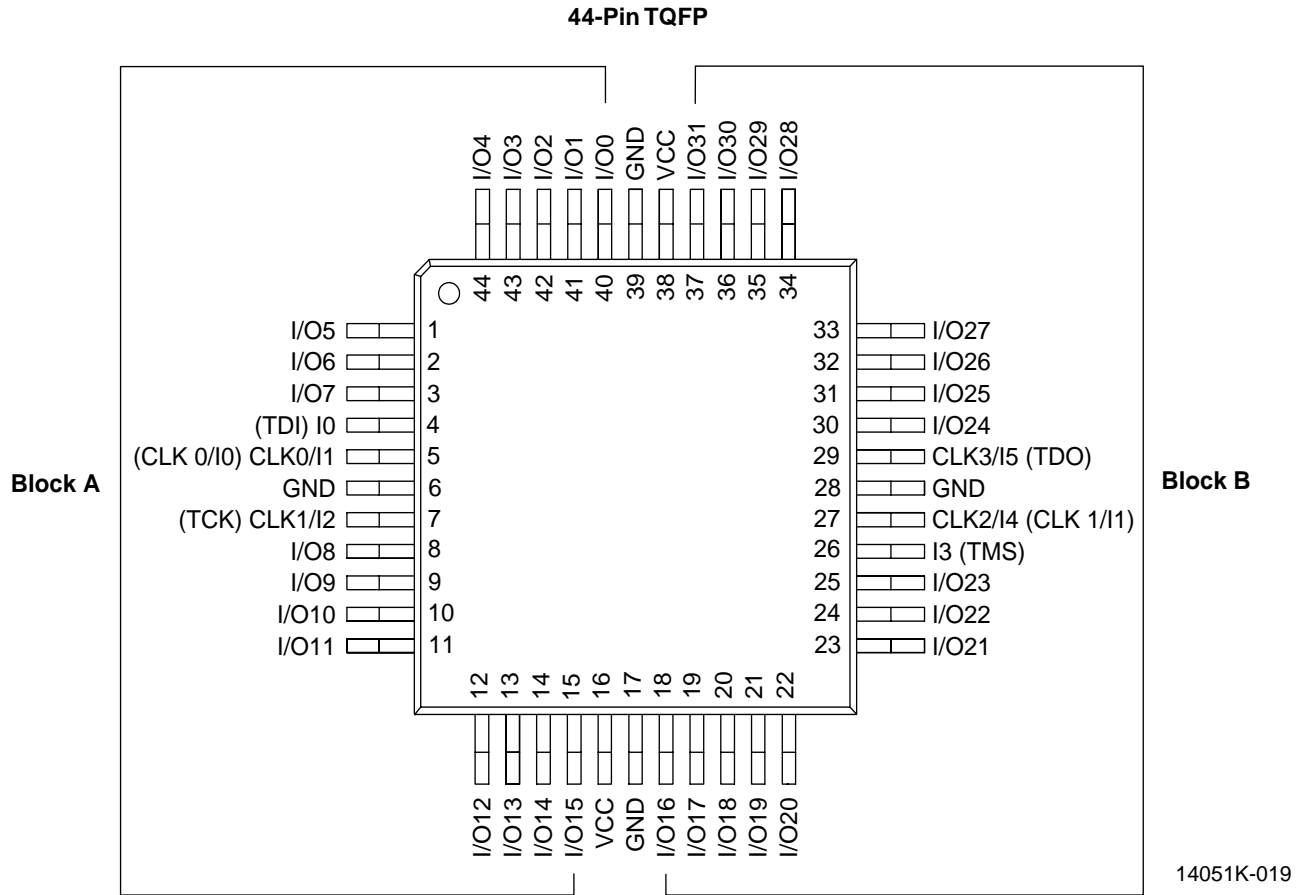 44-Pin TQFP
I/O4
I/O3
I/O2
I/O1
I/O0
GND
VCC
I/O31
I/O30
I/O29
I/O28
44
43
42
41
40
39
38
37
36
35
34
I/O5 1
I/O6 2
I/O7 3
(TDI) I0 4
(CLK 0/I0) CLK0/I1 5
GND 6
(TCK) CLK1/I2 7
I/O8 8
I/O9 9
I/O10 10
I/O11 11
Block A
33 I/O27
32 I/O26
31 I/O25
30 I/O24
29 CLK3/I5 (TDO)
28 GND
27 CLK2/I4 (CLK 1/I1)
26 I3 (TMS)
25 I/O23
24 I/O22
23 I/O21
Block B
12
13
14
15
16
17
18
19
20
21
22
I/O12
I/O13
I/O14
I/O15
VCC
GND
I/O16
I/O17
I/O18
I/O19
I/O20
14051K-019